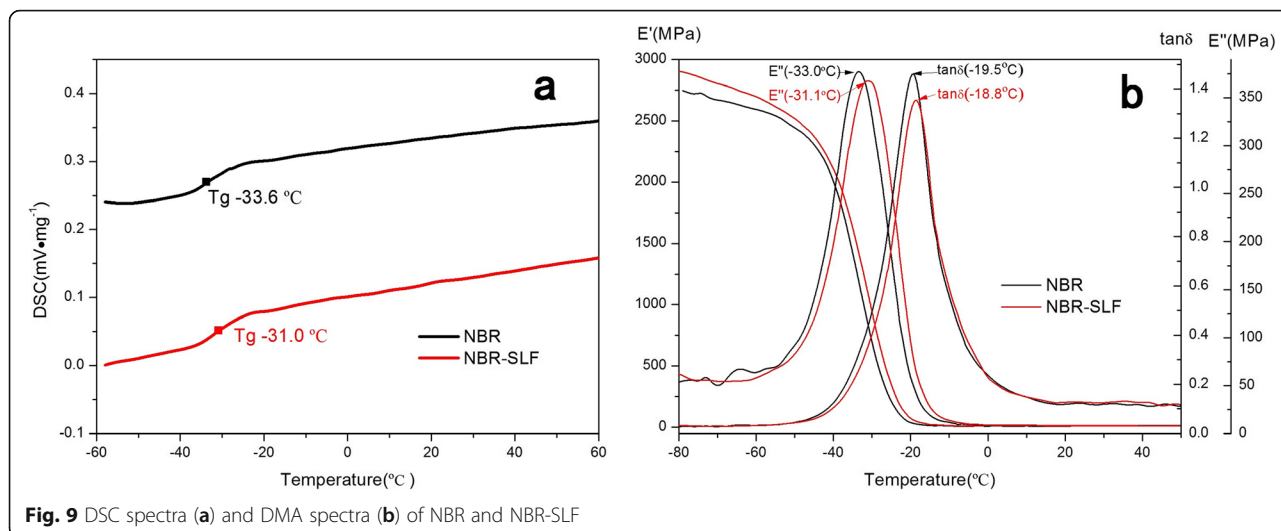 a
DSC(mV•mg-1)
0.4
0.3
0.2
0.1
0.0
-0.1
Tg -33.6 ºC
Tg -31.0 ºC
NBR
NBR-SLF
-60
-40
-20
0
20
40
60
Temperature(ºC )
E'(MPa)
tanδ
E''(MPa)
b
3000
2500
2000
1500
1000
500
0
E''(-33.0ºC)
E''(-31.1ºC)
tanδ(-19.5ºC)
tanδ(-18.8ºC)
NBR
NBR-SLF
1.4
1.2
1.0
0.8
0.6
0.4
0.2
0.0
350
300
250
200
150
100
50
0
-80
-60
-40
-20
0
20
40
Temperature(ºC)
Fig. 9 DSC spectra (a) and DMA spectra (b) of NBR and NBR-SLF